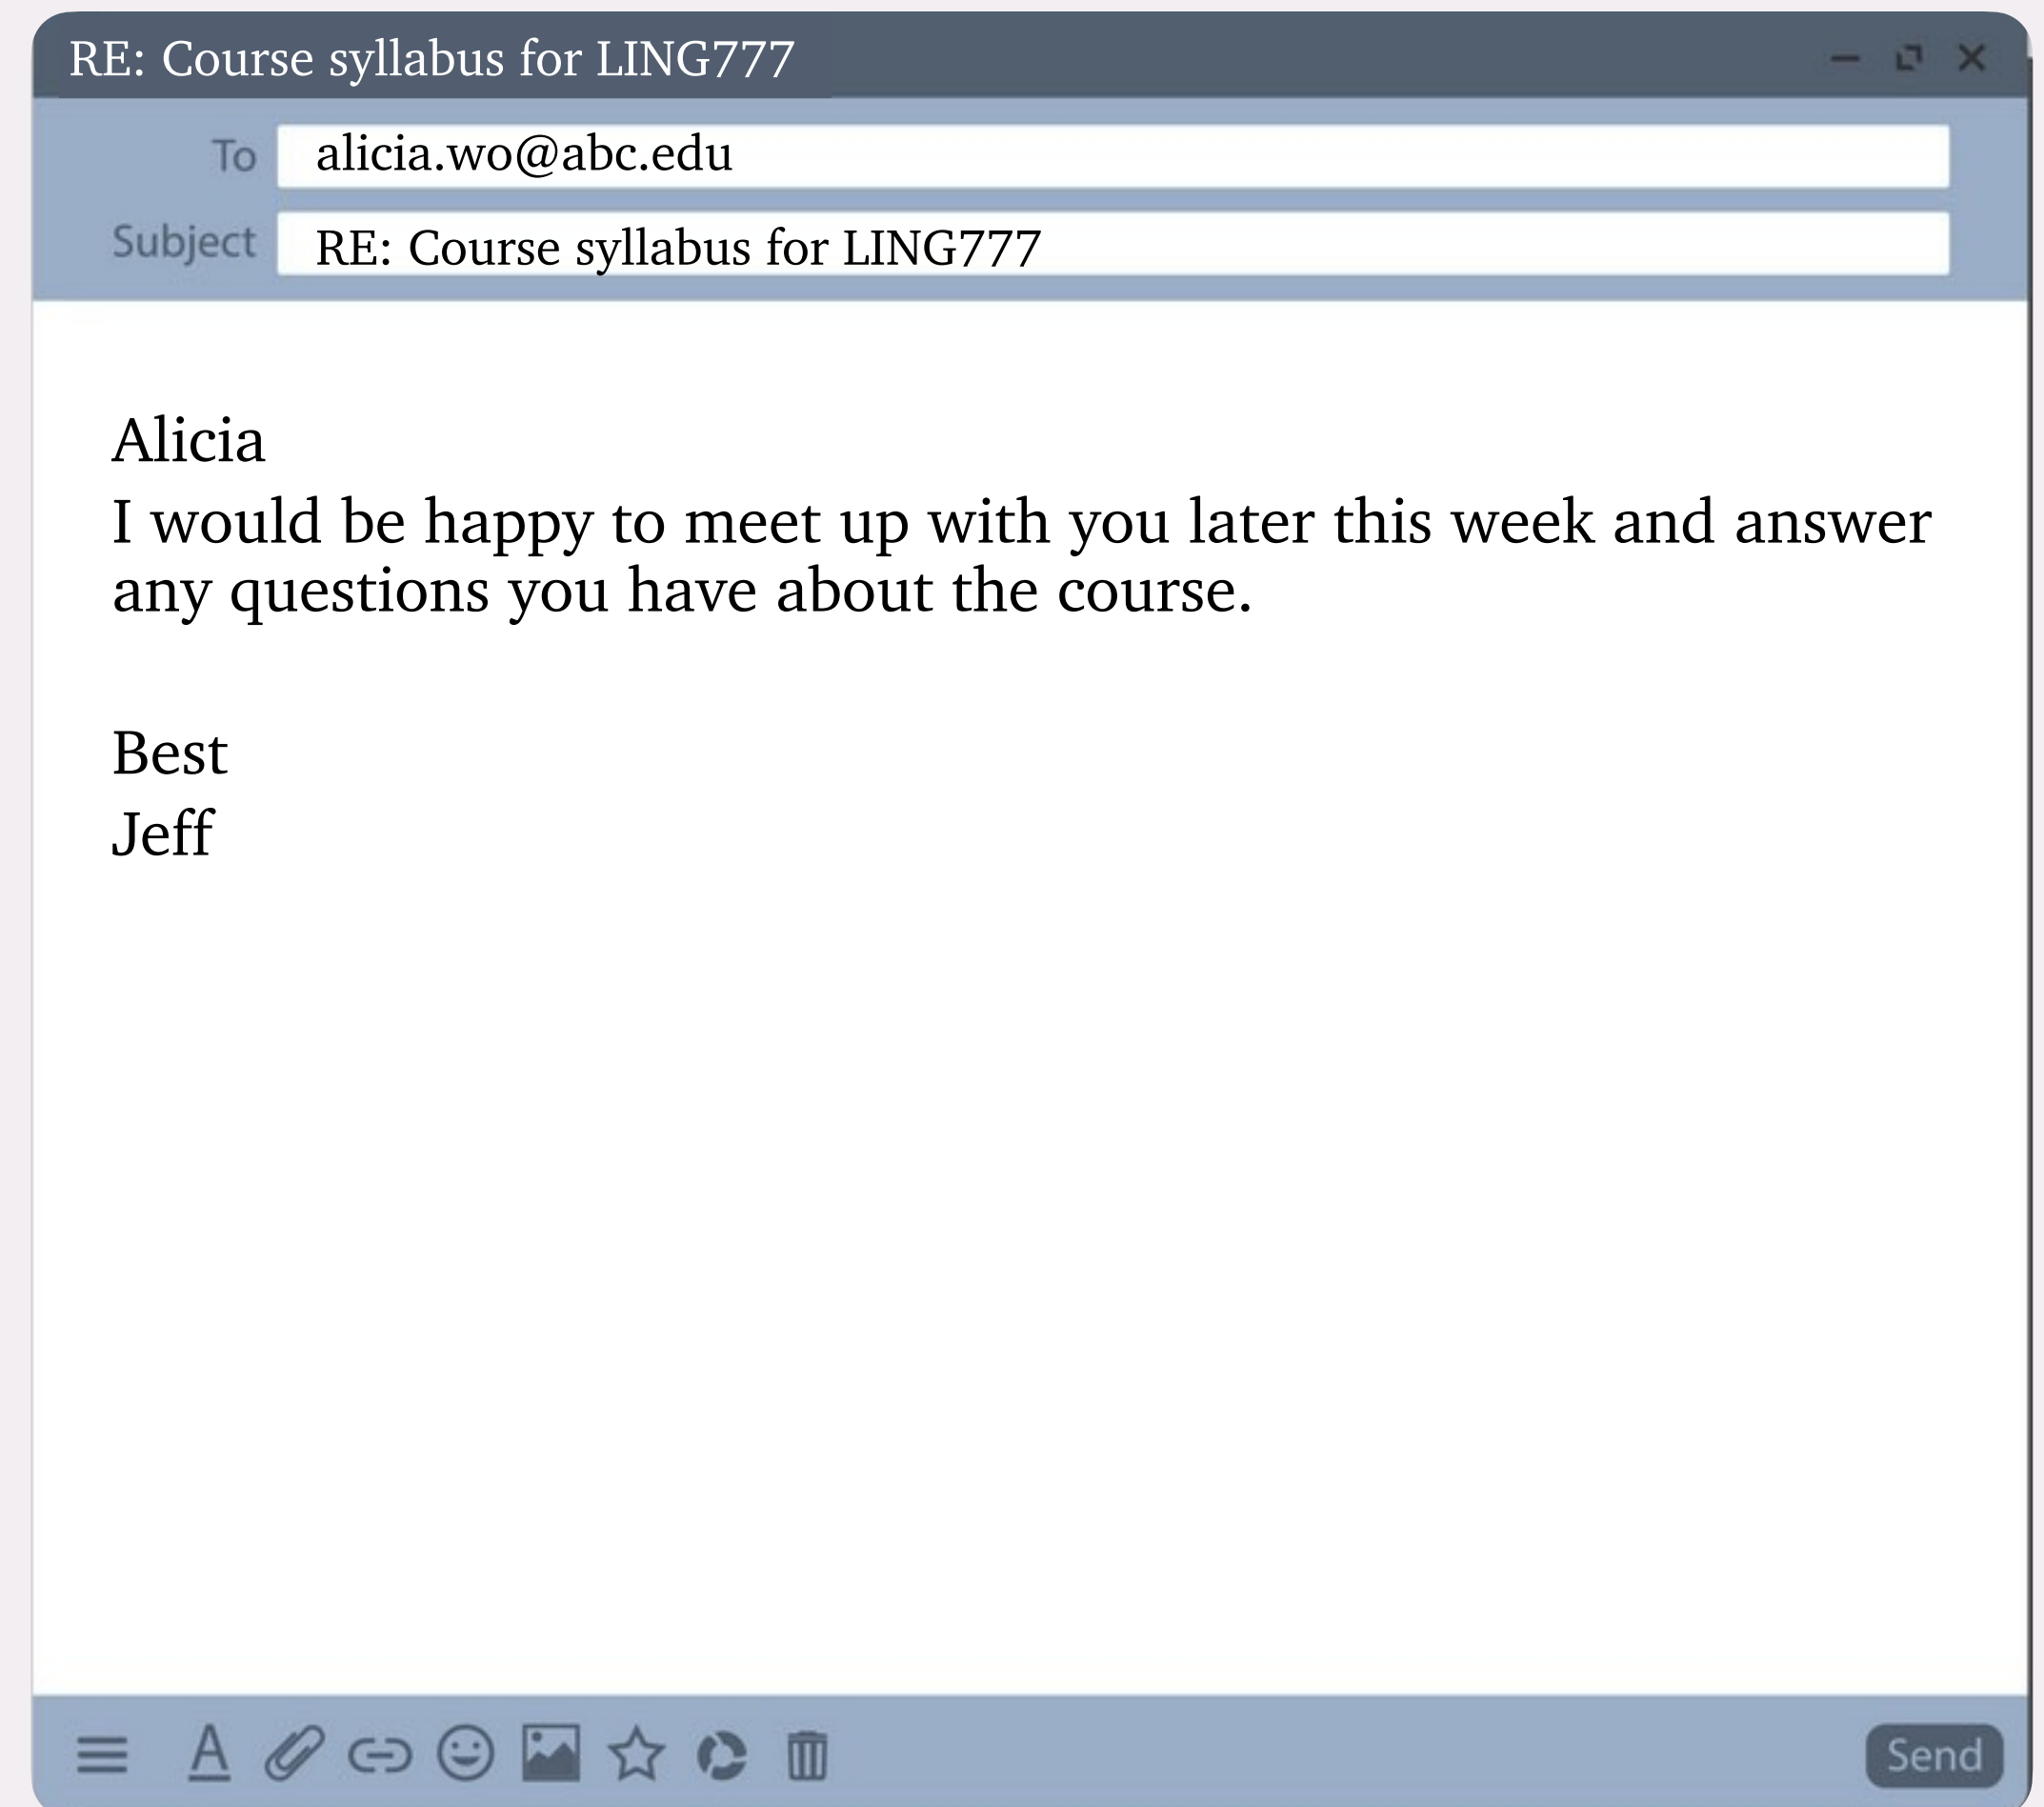 RE: Course syllabus for LING777
To alicia.wo@abc.edu
Subject RE: Course syllabus for LING777
Alicia
I would be happy to meet up with you later this week and answer
any questions you have about the course.
Best
Jeff
A
Send